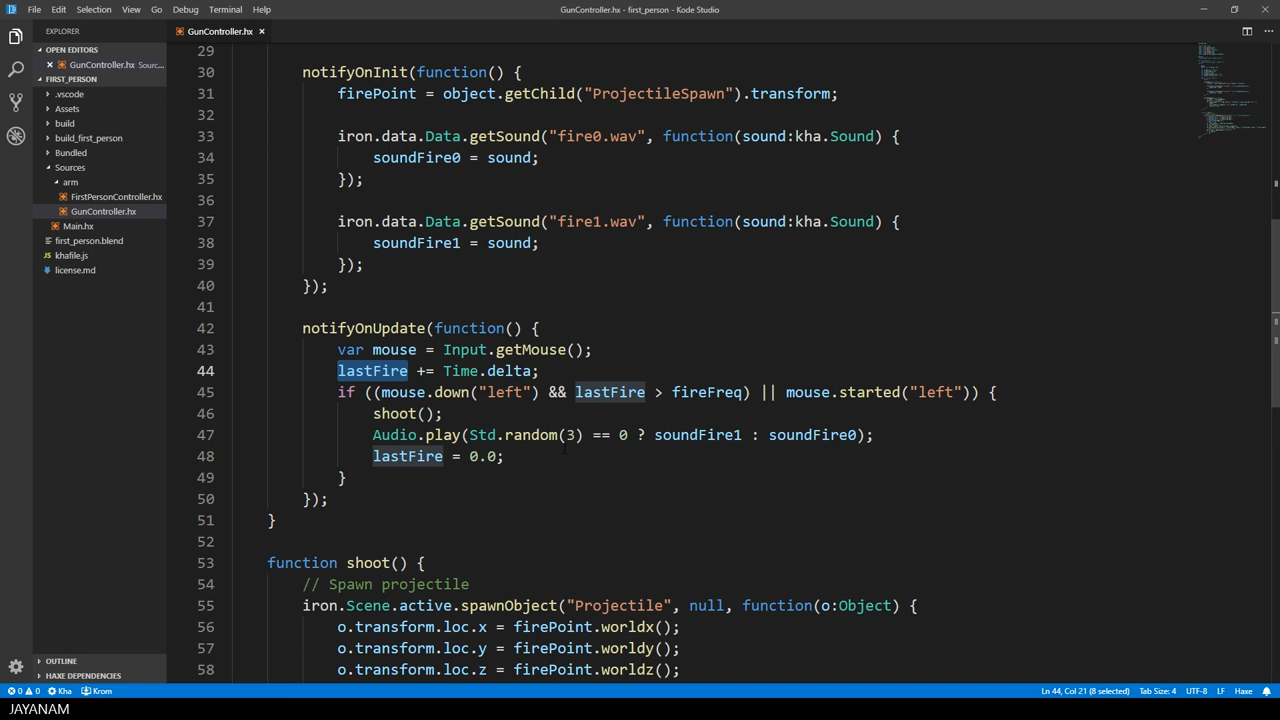 File Edit Selection View Go Debug Terminal Help
GunController.hx - first_person - Kode Studio
EXPLORER
OPEN EDITORS
GunController.hx Sourc...
FIRST_PERSON
.vscode
Assets
build
build_first_person
Bundled
Sources
arm
FirstPersonController.hx
GunController.hx
Main.hx
first_person.blend
khafile.js
license.md
OUTLINE
HAXE DEPENDENCIES
GunController.hx
29
30 notifyOnInit(function() {
31 firePoint = object.getChild("ProjectileSpawn").transform;
32
33 iron.data.Data.getSound("fire0.wav", function(sound:kha.Sound) {
34 soundFire0 = sound;
35 });
36
37 iron.data.Data.getSound("fire1.wav", function(sound:kha.Sound) {
38 soundFire1 = sound;
39 });
40 });
41
42 notifyOnUpdate(function() {
43 var mouse = Input.getMouse();
44 lastFire += Time.delta;
45 if ((mouse.down("left") && lastFire > fireFreq) || mouse.started("left")) {
46 shoot();
47 Audio.play(Std.random(3) == 0 ? soundFire1 : soundFire0);
48 lastFire = 0.0;
49 }
50 });
51 }
52
53 function shoot() {
54 // Spawn projectile
55 iron.Scene.active.spawnObject("Projectile", null, function(o:Object) {
56 o.transform.loc.x = firePoint.worldx();
57 o.transform.loc.y = firePoint.worldy();
58 o.transform.loc.z = firePoint.worldz();
0 0 Kha Krom
Ln 44, Col 21 (8 selected) Tab Size: 4 UTF-8 LF Haxe
JAYANAM